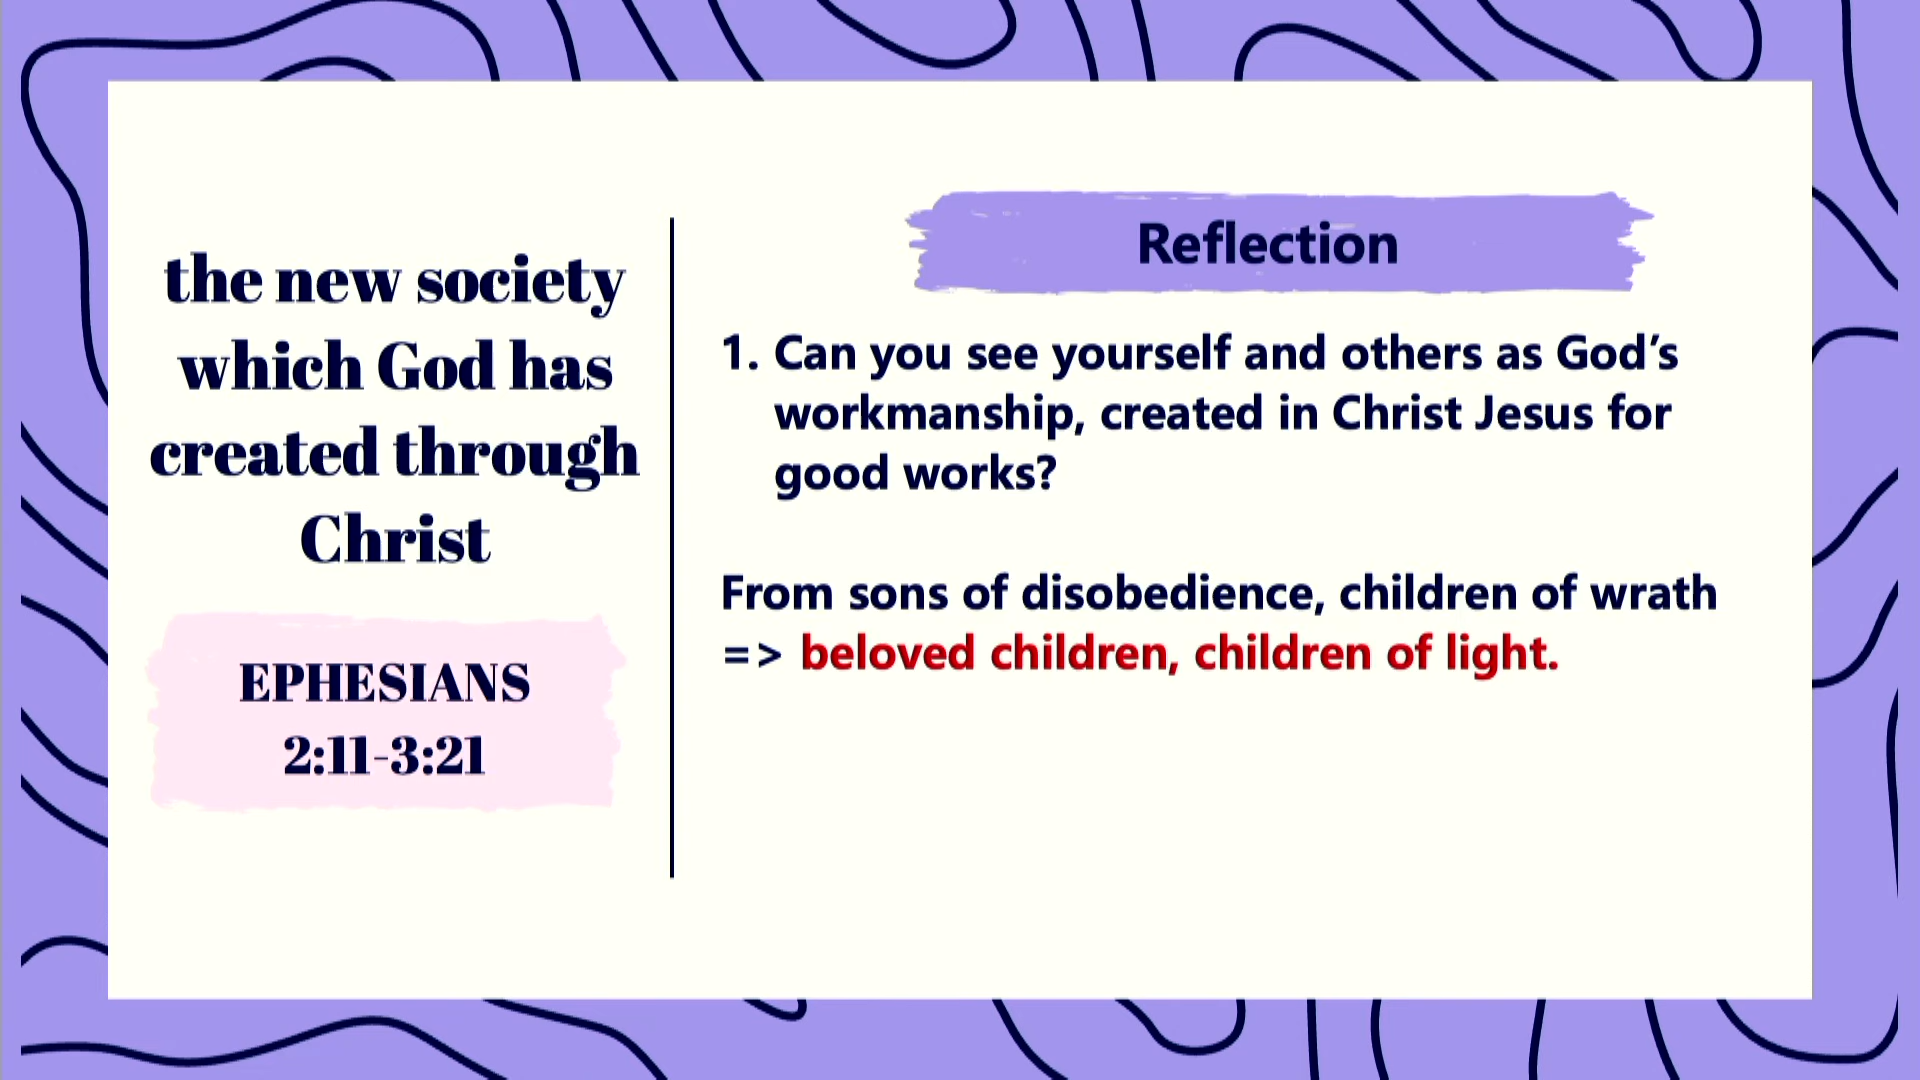 the new society
which God has
created through
Christ
EPHESIANS
2:11-3:21
Reflection
1. Can you see yourself and others as God’s
workmanship, created in Christ Jesus for
good works?
From sons of disobedience, children of wrath
=> beloved children, children of light.